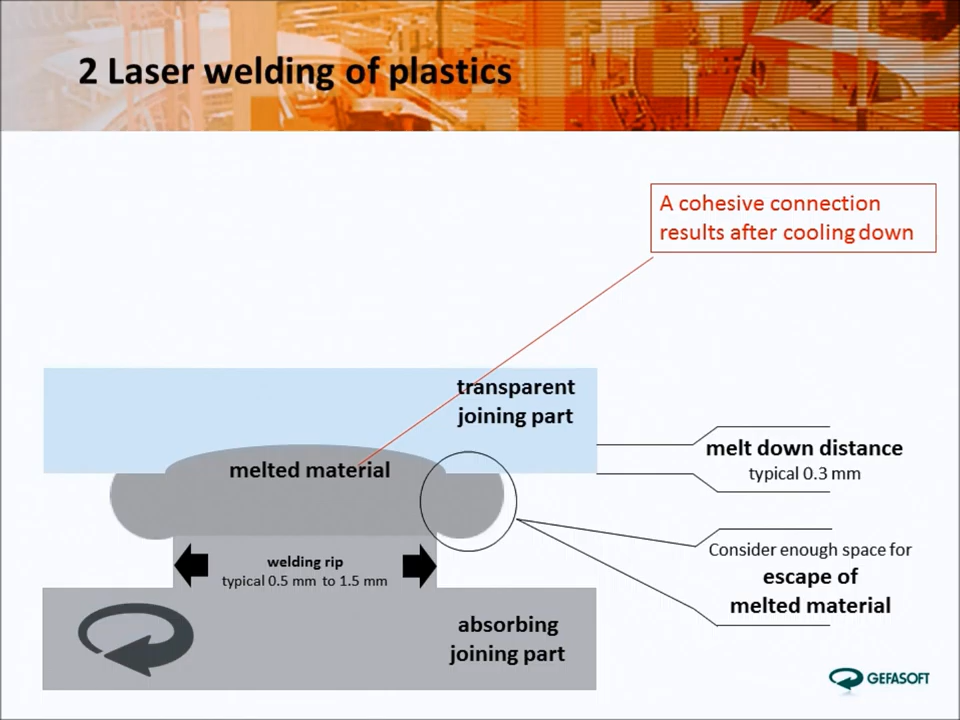 2 Laser welding of plastics
A cohesive connection
results after cooling down
transparent
joining part
melted material
melt down distance
typical 0.3 mm
welding rip
typical 0.5 mm to 1.5 mm
Consider enough space for
escape of
melted material
absorbing
joining part
GEFASOFT